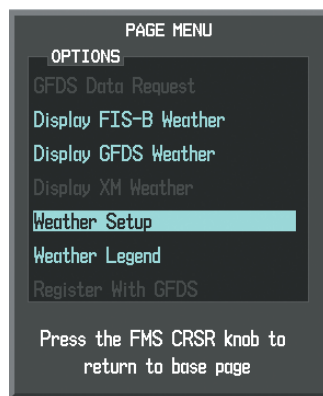 PAGE MENU
OPTIONS
GFDS Data Request
Display FIS-B Weather
Display GFDS Weather
Display XM Weather
Weather Setup
Weather Legend
Register With GFDS
Press the FMS CRSR knob to
return to base page